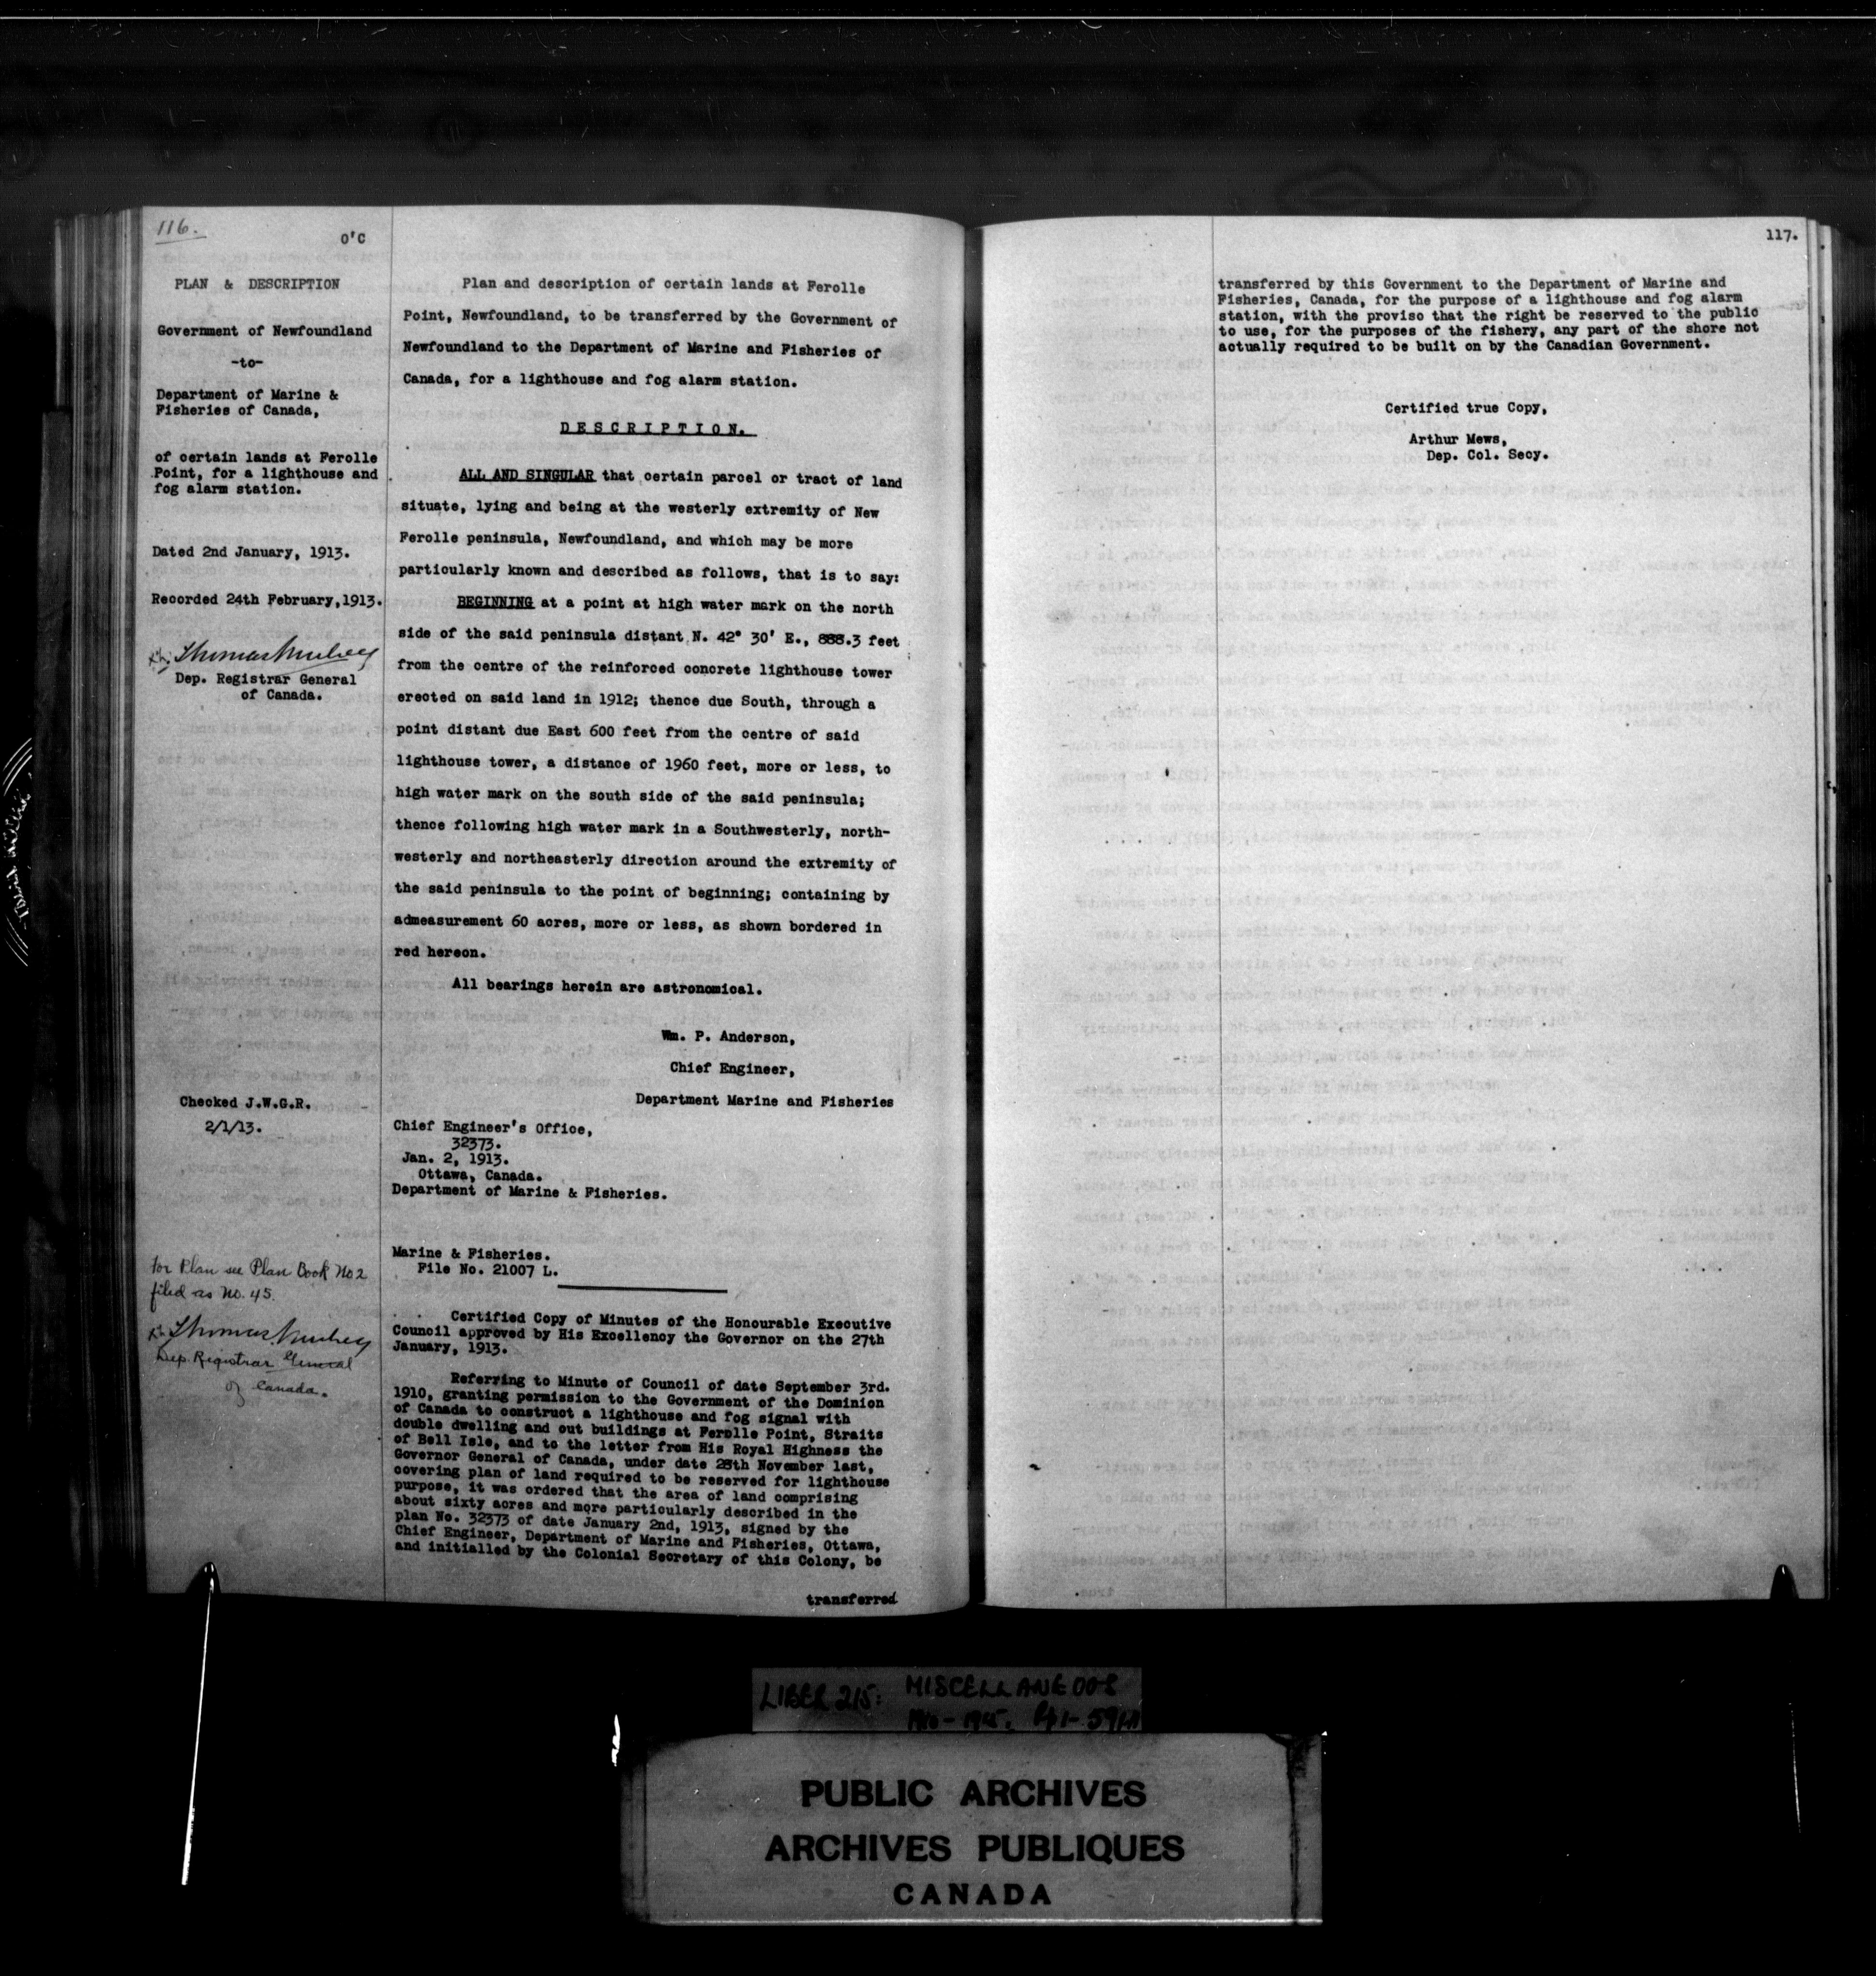 116.
O'C
PLAN & DESCRIPTION
Government of Newfoundland
-to-
Department of Marine &
Fisheries of Canada,
of certain lands at Ferolle
Point, for a lighthouse and
fog alarm station.
Dated 2nd January, 1913.
Recorded 24th February, 1913.
Thomas Mulvey
Dep. Registrar General
of Canada.
Checked J.W.G.R.
2/1/13.
For Plan see Plan Book No 2
filed as No. 45.
Thomas Mulvey
Dep. Registrar General
of Canada.
Plan and description of certain lands at Ferolle
Point, Newfoundland, to be transferred by the Government of
Newfoundland to the Department of Marine and Fisheries of
Canada, for a lighthouse and fog alarm station.
DESCRIPTION.
ALL AND SINGULAR that certain parcel or tract of land
situate, lying and being at the westerly extremity of New
Ferolle peninsula, Newfoundland, and which may be more
particularly known and described as follows, that is to say:
BEGINNING at a point at high water mark on the north
side of the said peninsula distant N. 42° 30' E., 888.3 feet
from the centre of the reinforced concrete lighthouse tower
erected on said land in 1912; thence due South, through a
point distant due East 600 feet from the centre of said
lighthouse tower, a distance of 1960 feet, more or less, to
high water mark on the south side of the said peninsula;
thence following high water mark in a Southwesterly, north-
westerly and northeasterly direction around the extremity of
the said peninsula to the point of beginning; containing by
admeasurement 60 acres, more or less, as shown bordered in
red hereon.
All bearings herein are astronomical.
Wm. P. Anderson,
Chief Engineer,
Department Marine and Fisheries
Chief Engineer's Office,
32373.
Jan. 2, 1913.
Ottawa, Canada.
Department of Marine & Fisheries.
Marine & Fisheries.
File No. 21007 L.
Certified Copy of Minutes of the Honourable Executive
Council approved by His Excellency the Governor on the 27th
January, 1913.
Referring to Minute of Council of date September 3rd.
1910, granting permission to the Government of the Dominion
of Canada to construct a lighthouse and fog signal with
double dwelling and out buildings at Ferolle Point, Straits
of Bell Isle, and to the letter from His Royal Highness the
Governor General of Canada, under date 28th November last,
covering plan of land required to be reserved for lighthouse
purpose, it was ordered that the area of land comprising
about sixty acres and more particularly described in the
plan No. 32373 of date January 2nd, 1913, signed by the
Chief Engineer, Department of Marine and Fisheries, Ottawa,
and initialled by the Colonial Secretary of this Colony, be
transferred
117.
transferred by this Government to the Department of Marine and
Fisheries, Canada, for the purpose of a lighthouse and fog alarm
station, with the proviso that the right be reserved to the public
to use, for the purposes of the fishery, any part of the shore not
actually required to be built on by the Canadian Government.
Certified true Copy,
Arthur Mews,
Dep. Col. Secy.
LIBER 215: MISCELLANEOUS
1910-1915.
PUBLIC ARCHIVES
ARCHIVES PUBLIQUES
CANADA